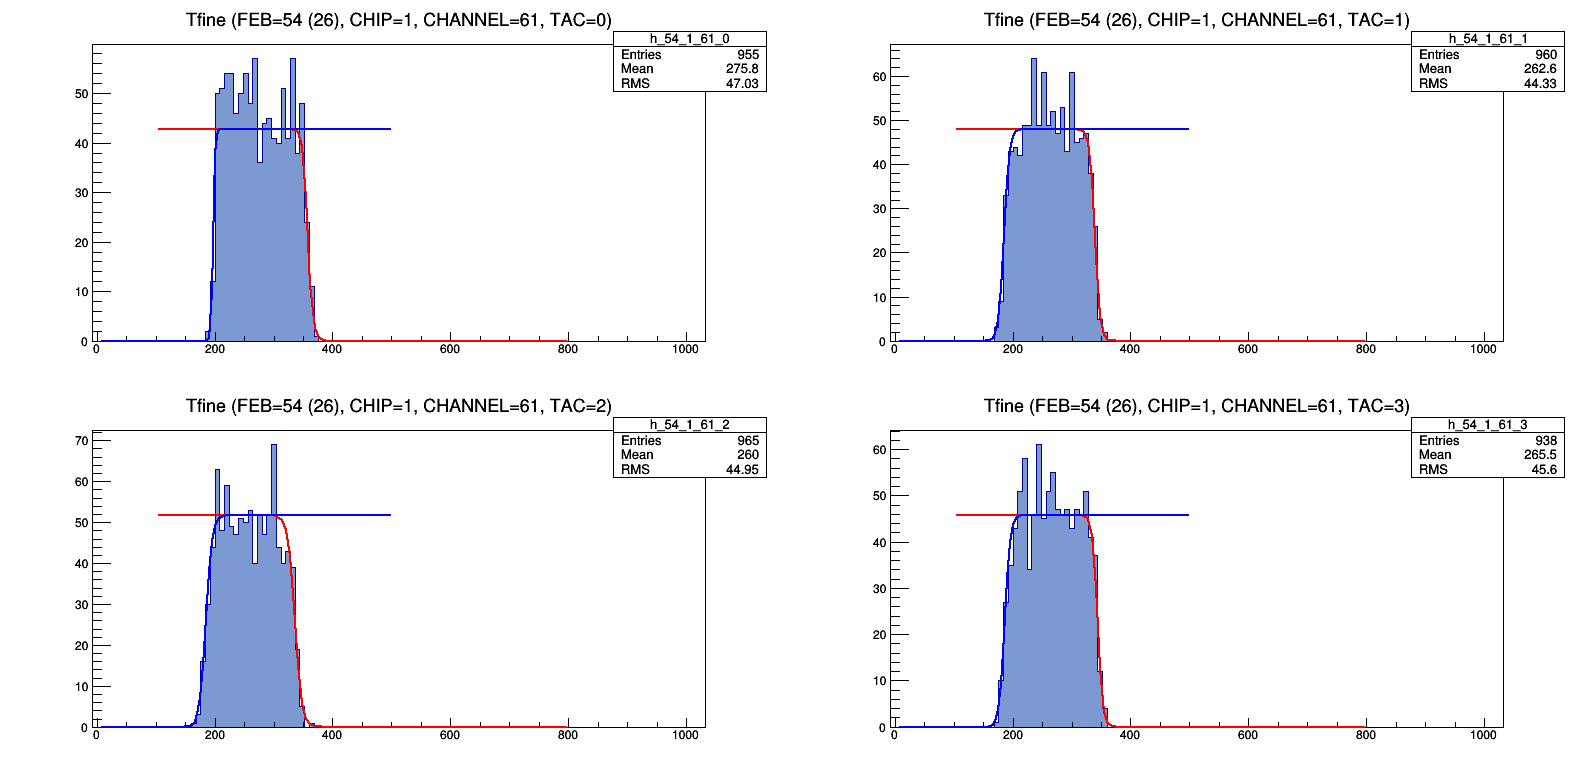 Tfine (FEB=54 (26), CHIP=1, CHANNEL=61, TAC=0)
h_54_1_61_0
Entries 955
Mean 275.8
RMS 47.03
50
40
30
20
10
0
0 200 400 600 800 1000
Tfine (FEB=54 (26), CHIP=1, CHANNEL=61, TAC=1)
h_54_1_61_1
Entries 960
Mean 262.6
RMS 44.33
60
50
40
30
20
10
0
0 200 400 600 800 1000
Tfine (FEB=54 (26), CHIP=1, CHANNEL=61, TAC=2)
h_54_1_61_2
Entries 965
Mean 260
RMS 44.95
70
60
50
40
30
20
10
0
0 200 400 600 800 1000
Tfine (FEB=54 (26), CHIP=1, CHANNEL=61, TAC=3)
h_54_1_61_3
Entries 938
Mean 265.5
RMS 45.6
60
50
40
30
20
10
0
0 200 400 600 800 1000